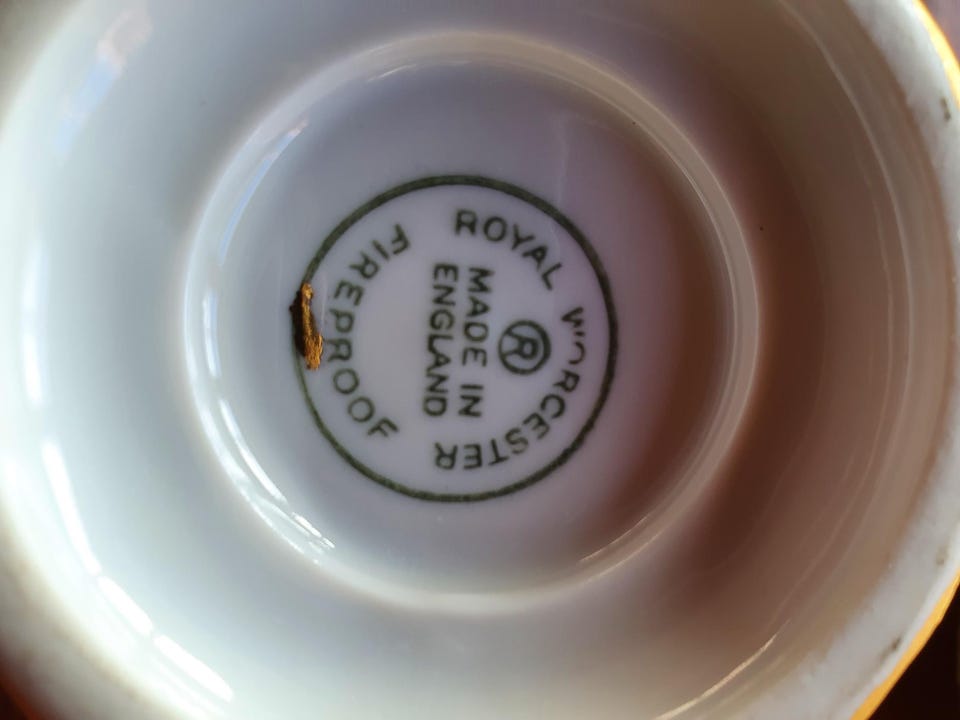 ROYAL WORCESTER
®
MADE IN
ENGLAND
FIREPROOF